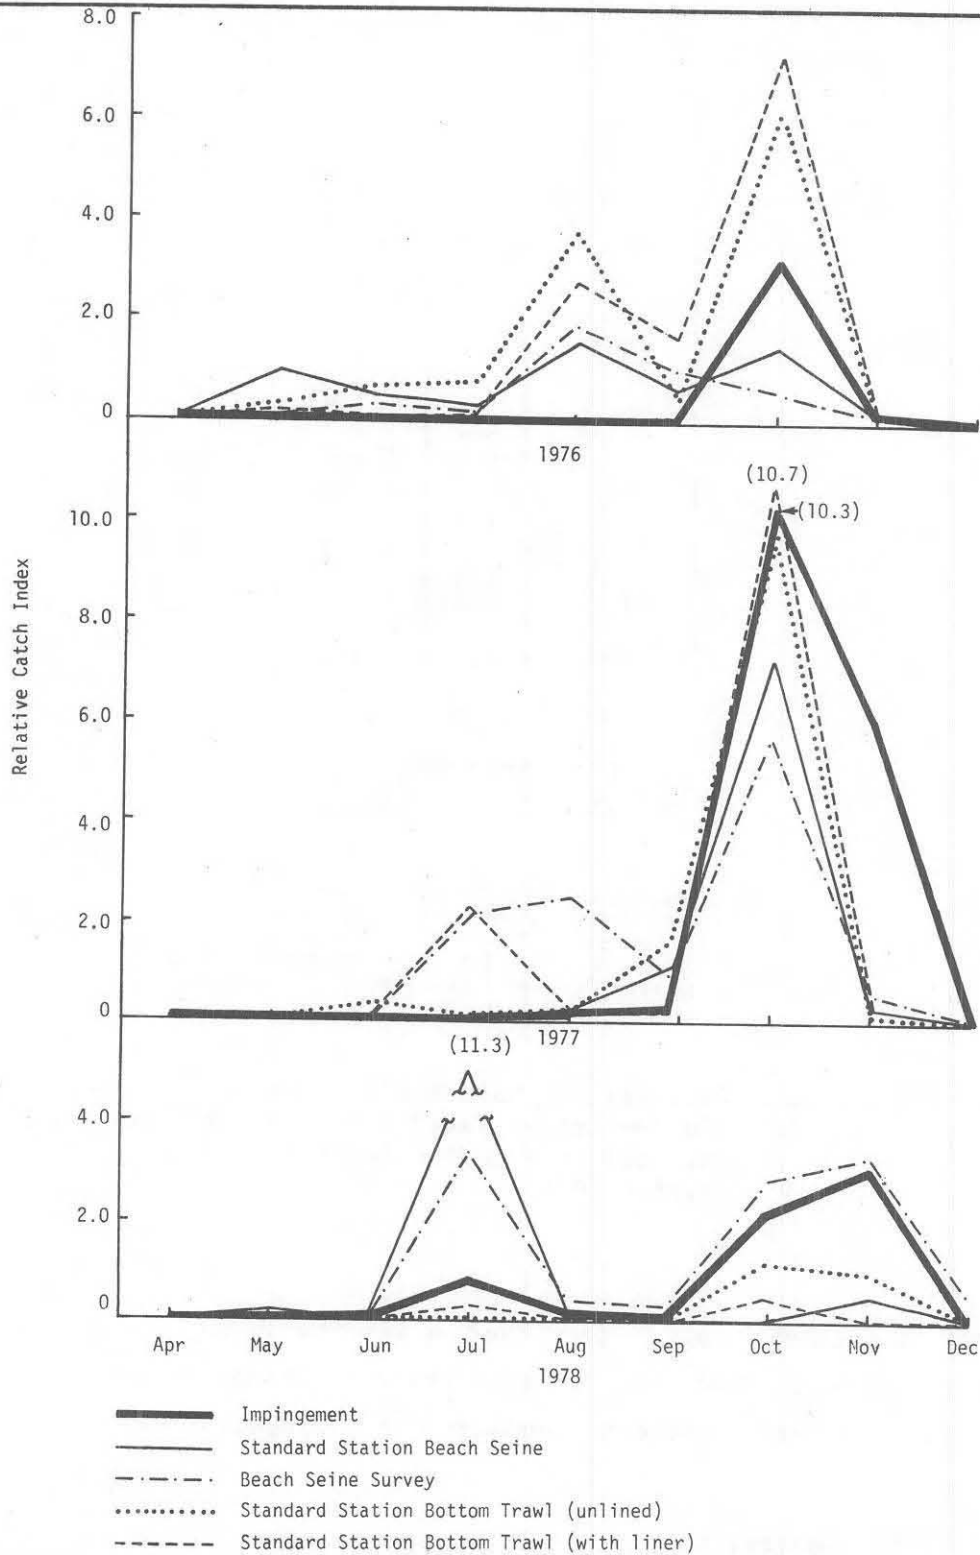 8.0
6.0
4.0
2.0
0
1976
(10.7)
10.0
(10.3)
8.0
6.0
4.0
2.0
0
1977
(11.3)
4.0
2.0
0
Relative Catch Index
Apr May Jun Jul Aug Sep Oct Nov Dec
1978
Impingement
Standard Station Beach Seine
Beach Seine Survey
Standard Station Bottom Trawl (unlined)
Standard Station Bottom Trawl (with liner)